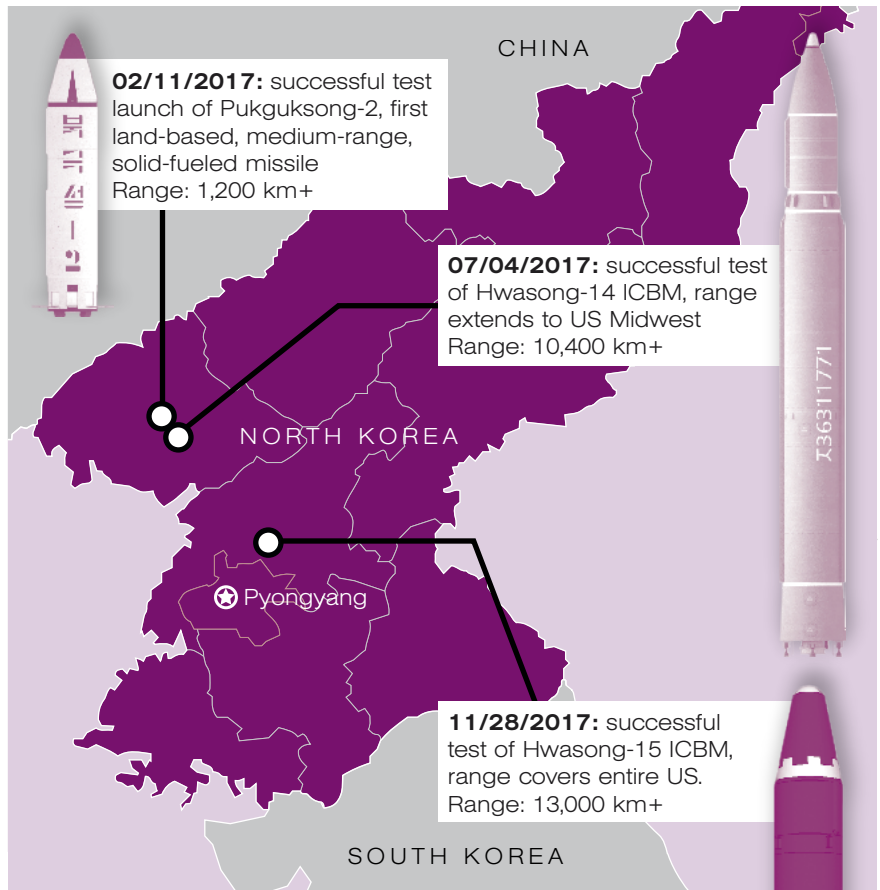 CHINA
02/11/2017: successful test
launch of Pukguksong-2, first
land-based, medium-range,
solid-fueled missile
Range: 1,200 km+
북극성-2
07/04/2017: successful test
of Hwasong-14 ICBM, range
extends to US Midwest
Range: 10,400 km+
ㅈ36311771
NORTH KOREA
Pyongyang
11/28/2017: successful
test of Hwasong-15 ICBM,
range covers entire US.
Range: 13,000 km+
SOUTH KOREA